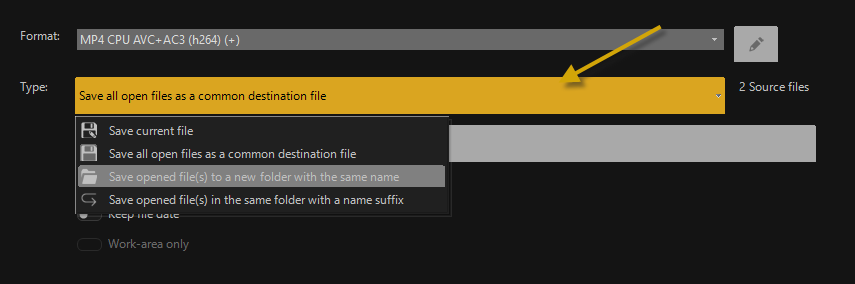 Format:
MP4 CPU AVC+AC3 (h264) (+)
Type:
Save all open files as a common destination file
2 Source files
Save current file
Save all open files as a common destination file
Save opened file(s) to a new folder with the same name
Save opened file(s) in the same folder with a name suffix
Keep file date
Work-area only